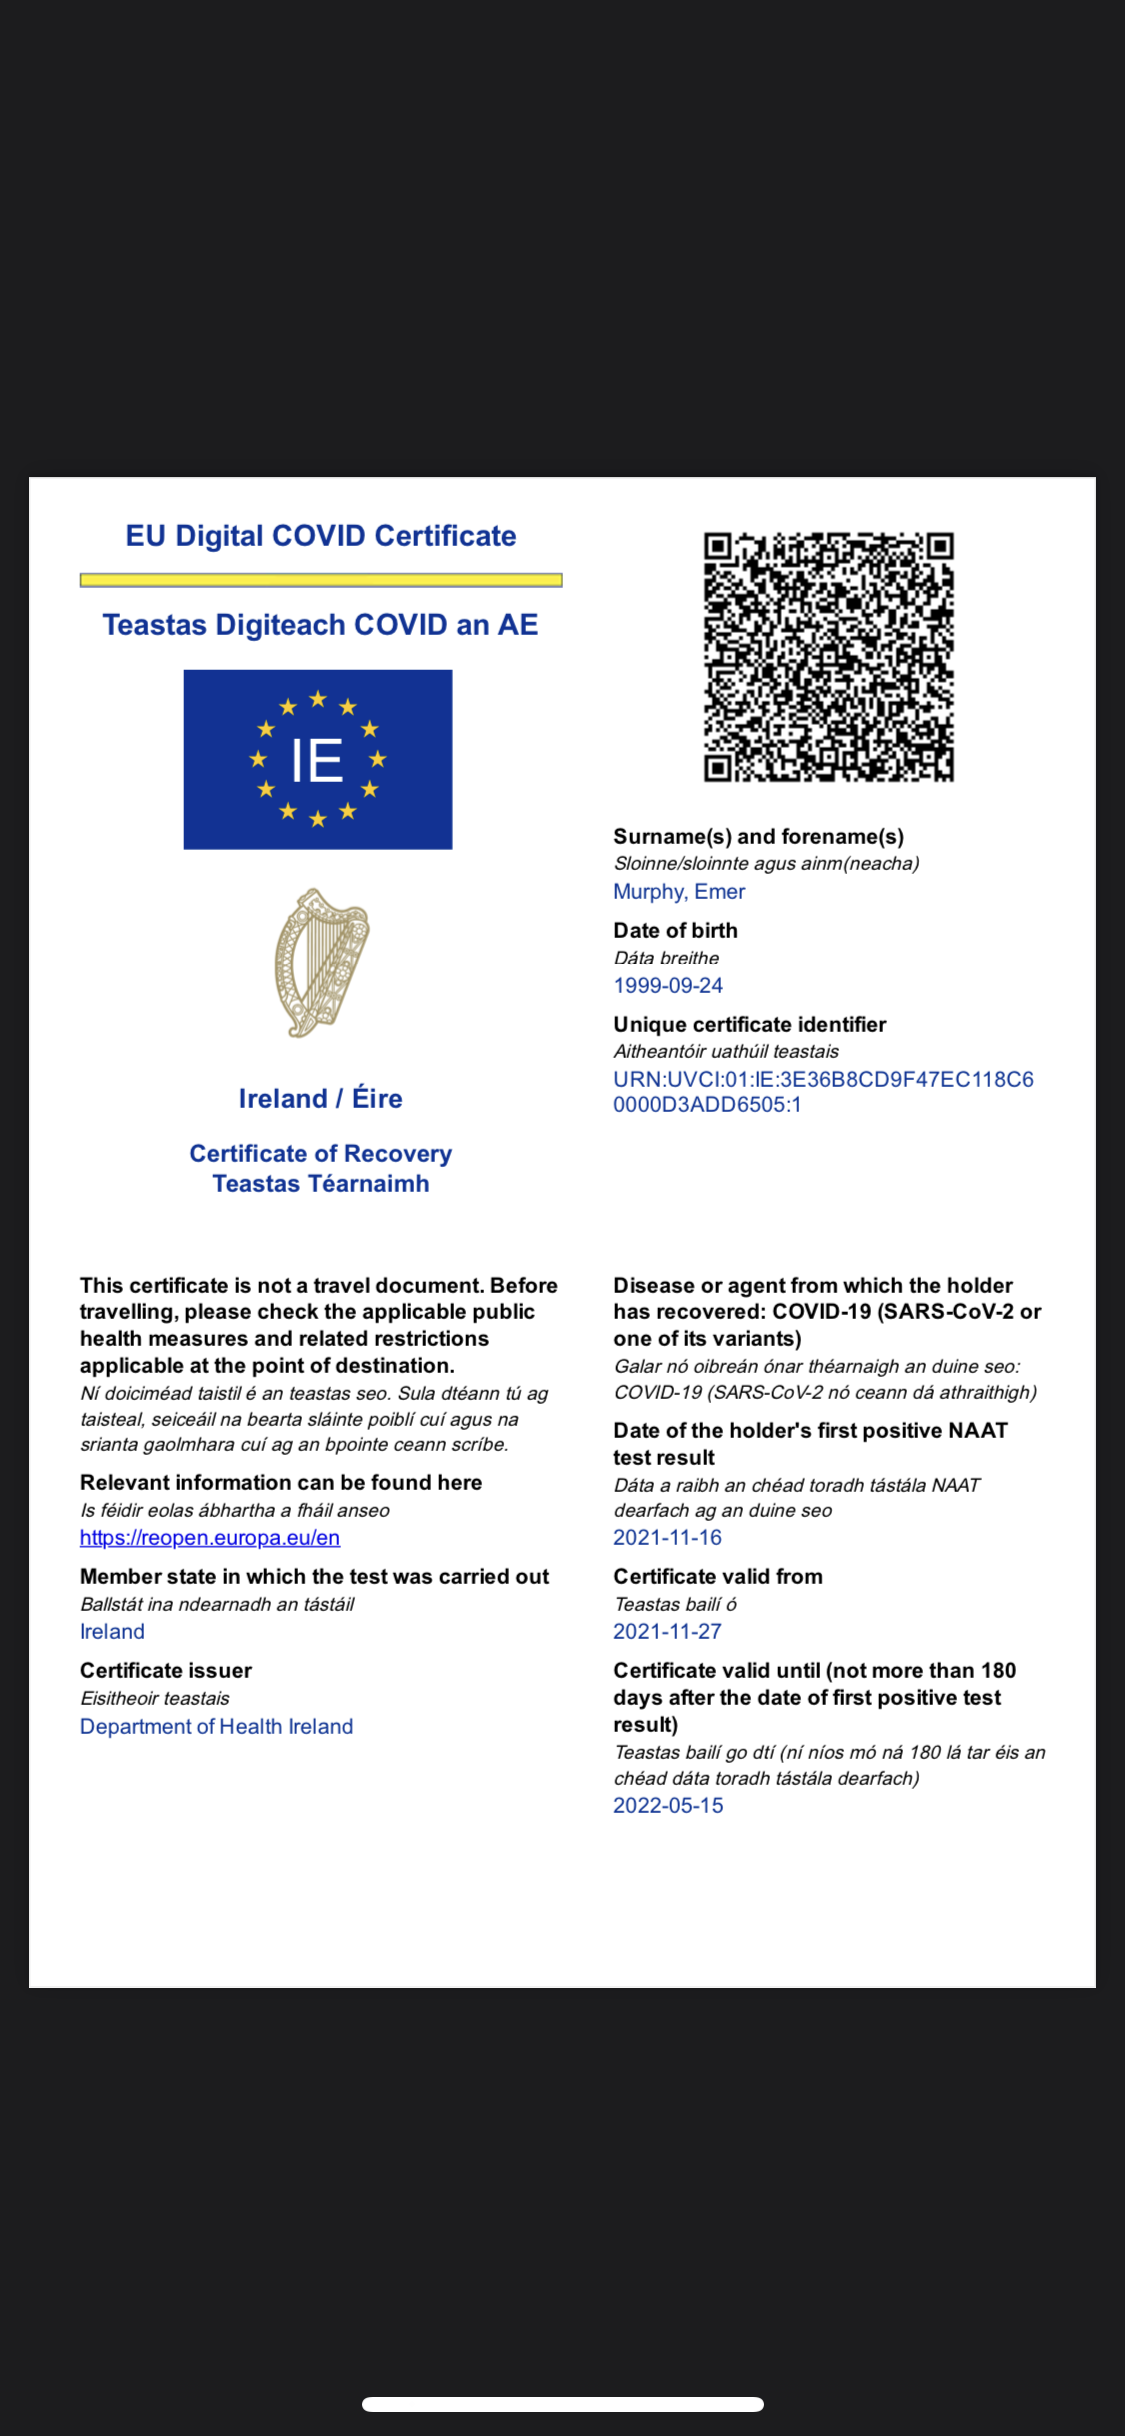 EU Digital COVID Certificate
Teastas Digiteach COVID an AE
IE
Ireland / Éire
Certificate of Recovery
Teastas Téarnaimh
Surname(s) and forename(s)
Sloinne/sloinnte agus ainm(neacha)
Murphy, Emer
Date of birth
Dáta breithe
1999-09-24
Unique certificate identifier
Aitheantóir uathúil teastais
URN:UVCI:01:IE:3E36B8CD9F47EC118C6
0000D3ADD6505:1
This certificate is not a travel document. Before
travelling, please check the applicable public
health measures and related restrictions
applicable at the point of destination.
Ní doiciméad taistil é an teastas seo. Sula dtéann tú ag
taisteal, seiceáil na bearta sláinte poiblí cuí agus na
srianta gaolmhara cuí ag an bpointe ceann scríbe.
Relevant information can be found here
Is féidir eolas ábhartha a fháil anseo
https://reopen.europa.eu/en
Member state in which the test was carried out
Ballstát ina ndearnadh an tástáil
Ireland
Certificate issuer
Eisitheoir teastais
Department of Health Ireland
Disease or agent from which the holder
has recovered: COVID-19 (SARS-CoV-2 or
one of its variants)
Galar nó oibreán ónar théarnaigh an duine seo:
COVID-19 (SARS-CoV-2 nó ceann dá athraithigh)
Date of the holder's first positive NAAT
test result
Dáta a raibh an chéad toradh tástála NAAT
dearfach ag an duine seo
2021-11-16
Certificate valid from
Teastas bailí ó
2021-11-27
Certificate valid until (not more than 180
days after the date of first positive test
result)
Teastas bailí go dtí (ní níos mó ná 180 lá tar éis an
chéad dáta toradh tástála dearfach)
2022-05-15